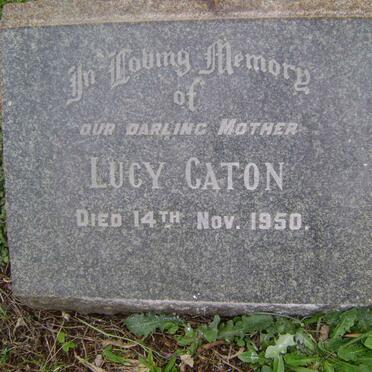 In Loving Memory
of
OUR DARLING MOTHER
LUCY CATON
DIED 14TH NOV. 1950.